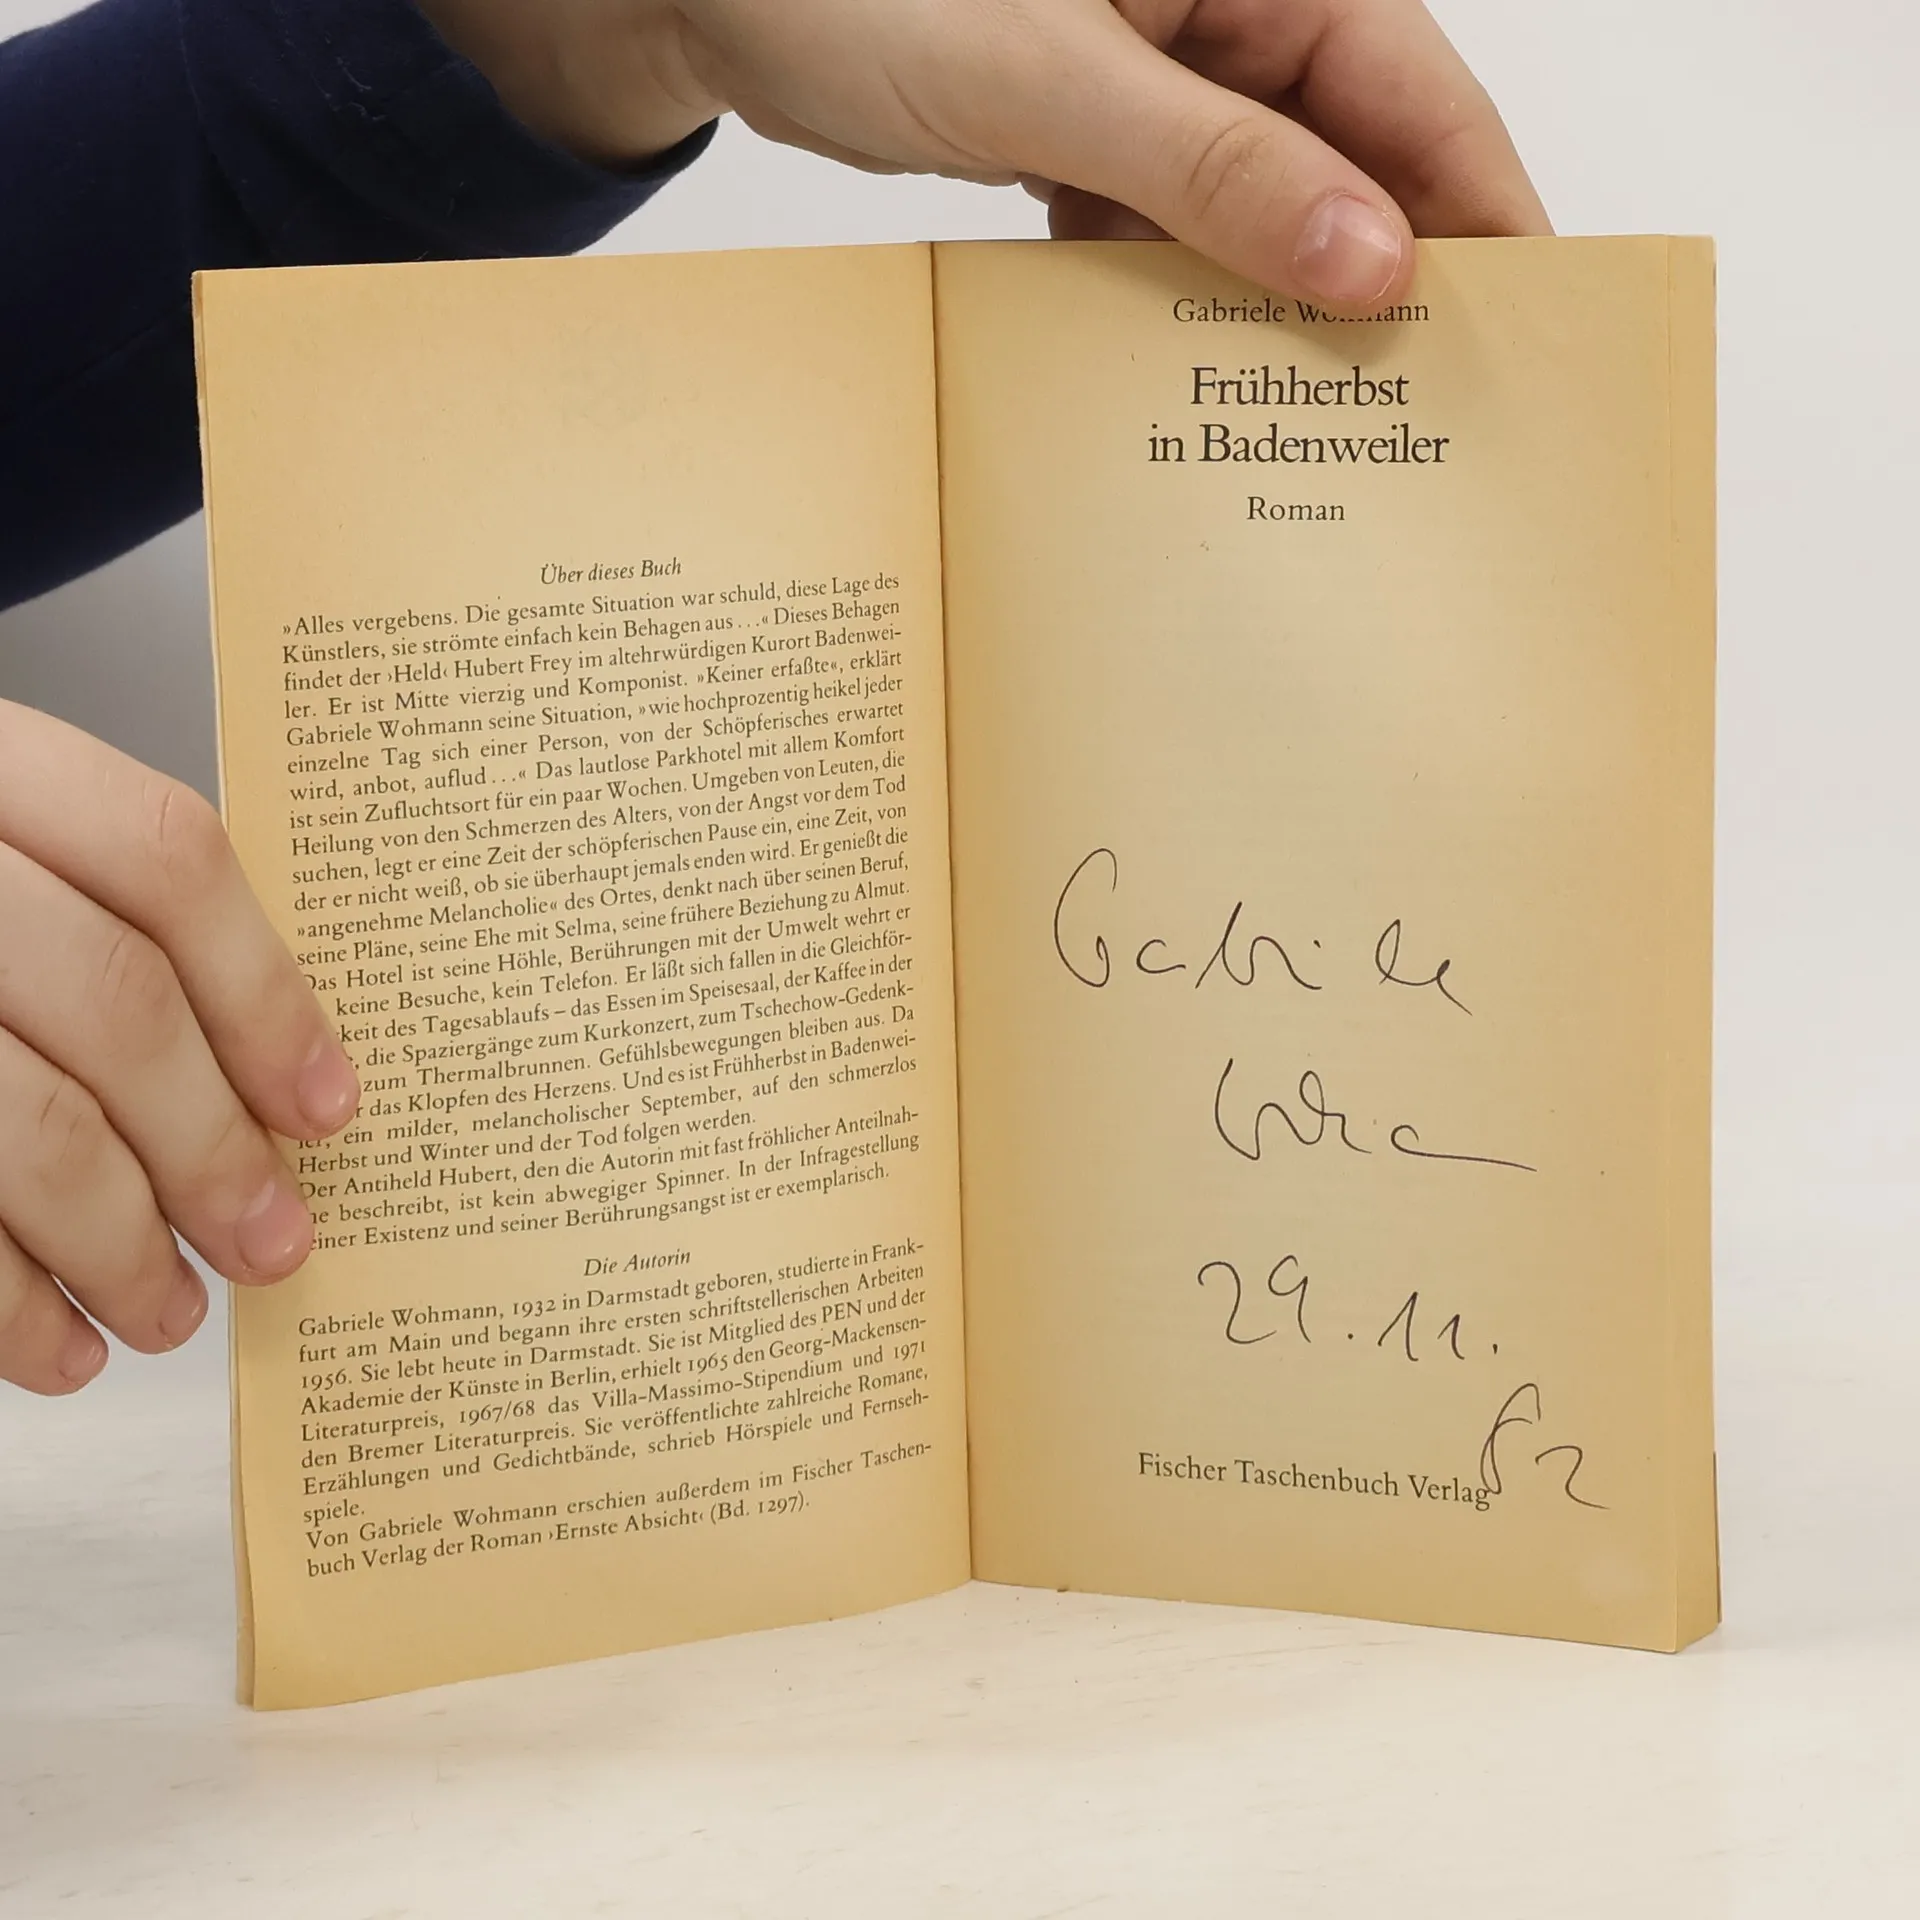 Über dieses Buch
»Alles vergebens. Die gesamte Situation war schuld, diese Lage des
Künstlers, sie strömte einfach kein Behagen aus . . .« Dieses Behagen
findet der ›Held‹ Hubert Frey im altehrwürdigen Kurort Badenwei-
ler. Er ist Mitte vierzig und Komponist. »Keiner erfaßte«, erklärt
Gabriele Wohmann seine Situation, »wie hochprozentig heikel jeder
einzelne Tag sich einer Person, von der Schöpferisches erwartet
wird, anbot, auflud . . .« Das lautlose Parkhotel mit allem Komfort
ist sein Zufluchtsort für ein paar Wochen. Umgeben von Leuten, die
Heilung von den Schmerzen des Alters, von der Angst vor dem Tod
suchen, legt er eine Zeit der schöpferischen Pause ein, eine Zeit, von
der er nicht weiß, ob sie überhaupt jemals enden wird. Er genießt die
»angenehme Melancholie« des Ortes, denkt nach über seinen Beruf,
seine Pläne, seine Ehe mit Selma, seine frühere Beziehung zu Almut.
Das Hotel ist seine Höhle, Berührungen mit der Umwelt wehrt er
keine Besuche, kein Telefon. Er läßt sich fallen in die Gleichför-
keit des Tagesablaufs – das Essen im Speisesaal, der Kaffee in der
, die Spaziergänge zum Kurkonzert, zum Tschechow-Gedenk-
zum Thermalbrunnen. Gefühlsbewegungen bleiben aus. Da
r das Klopfen des Herzens. Und es ist Frühherbst in Badenwei-
ler, ein milder, melancholischer September, auf den schmerzlos
Herbst und Winter und der Tod folgen werden.
Der Antiheld Hubert, den die Autorin mit fast fröhlicher Anteilnah-
me beschreibt, ist kein abwegiger Spinner. In der Infragestellung
einer Existenz und seiner Berührungsangst ist er exemplarisch.
Die Autorin
Gabriele Wohmann, 1932 in Darmstadt geboren, studierte in Frank-
furt am Main und begann ihre ersten schriftstellerischen Arbeiten
1956. Sie lebt heute in Darmstadt. Sie ist Mitglied des PEN und der
Akademie der Künste in Berlin, erhielt 1965 den Georg-Mackensen-
Literaturpreis, 1967/68 das Villa-Massimo-Stipendium und 1971
den Bremer Literaturpreis. Sie veröffentlichte zahlreiche Romane,
Erzählungen und Gedichtbände, schrieb Hörspiele und Fernseh-
spiele.
Von Gabriele Wohmann erschien außerdem im Fischer Taschen-
buch Verlag der Roman ›Ernste Absicht‹ (Bd. 1297).
Gabriele Wohmann
Frühherbst
in Badenweiler
Roman
Gabriele
29.11.
82
Fischer Taschenbuch Verlag